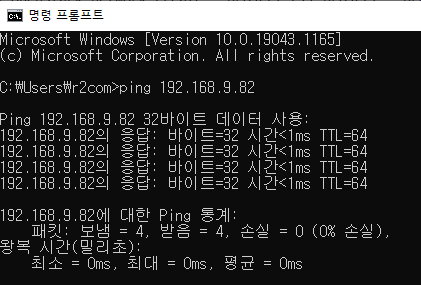 명령 프롬프트
Microsoft Windows [Version 10.0.19043.1165]
(c) Microsoft Corporation. All rights reserved.
C:₩Users₩r2com>ping 192.168.9.82
Ping 192.168.9.82 32바이트 데이터 사용:
192.168.9.82의 응답: 바이트=32 시간<1ms TTL=64
192.168.9.82의 응답: 바이트=32 시간<1ms TTL=64
192.168.9.82의 응답: 바이트=32 시간<1ms TTL=64
192.168.9.82의 응답: 바이트=32 시간<1ms TTL=64
192.168.9.82에 대한 Ping 통계:
패킷: 보냄 = 4, 받음 = 4, 손실 = 0 (0% 손실),
왕복 시간(밀리초):
최소 = 0ms, 최대 = 0ms, 평균 = 0ms